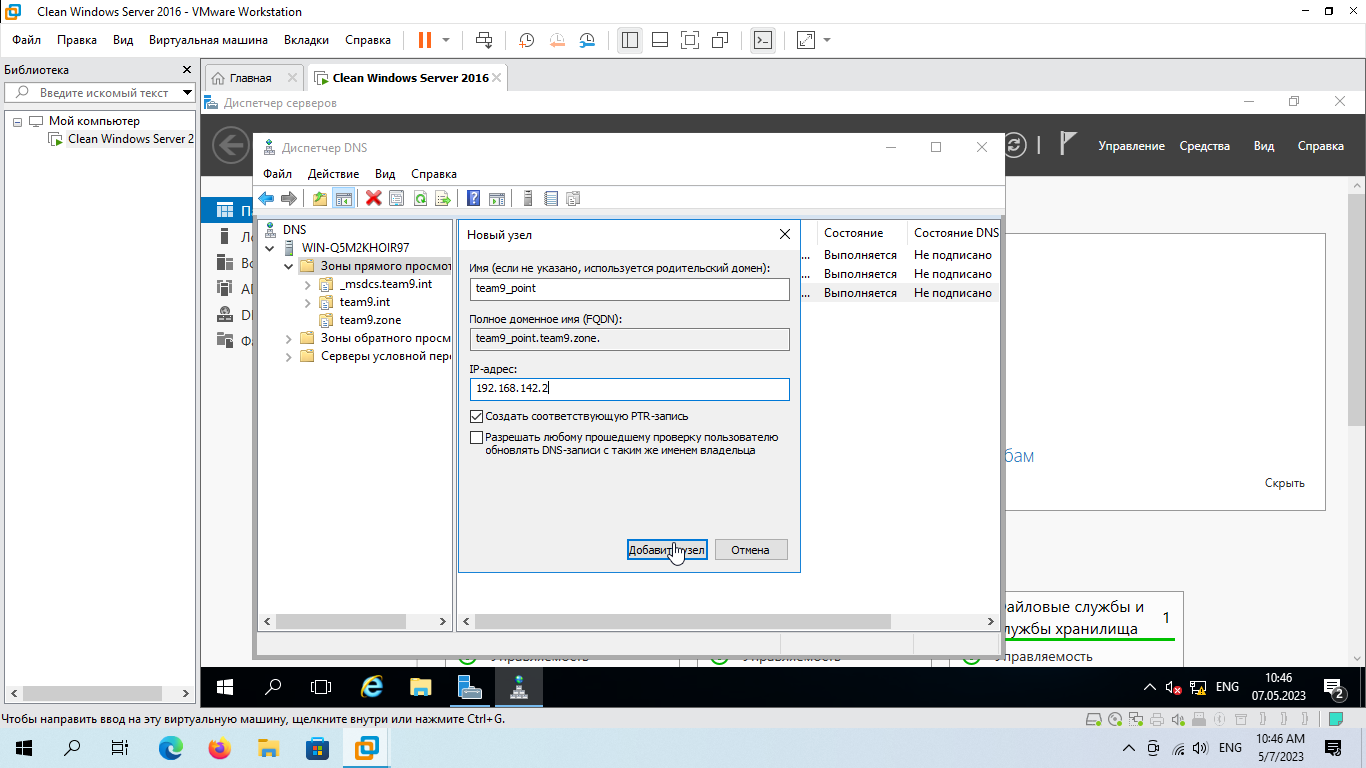 Clean Windows Server 2016 - VMware Workstation
Файл Правка Вид Виртуальная машина Вкладки Справка
Библиотека
Введите искомый текст
Мой компьютер
Clean Windows Server 2
Главная
Clean Windows Server 2016
Диспетчер серверов
Управление Средства Вид Справка
Диспетчер DNS
Файл Действие Вид Справка
DNS
WIN-Q5M2KHOIR97
Зоны прямого просмот
_msdcs.team9.int
team9.int
team9.zone
Зоны обратного просм
Серверы условной пер
Состояние Состояние DNS
... Выполняется Не подписано
... Выполняется Не подписано
... Выполняется Не подписано
Новый узел
Имя (если не указано, используется родительский домен):
team9_point
Полное доменное имя (FQDN):
team9_point.team9.zone.
IP-адрес:
192.168.142.2
Создать соответствующую PTR-запись
Разрешать любому прошедшему проверку пользователю
обновлять DNS-записи с таким же именем владельца
Добавить узел Отмена
бам
Скрыть
айловые службы и
лужбы хранилища
1
Управляемость Управляемость Управляемость
ENG
10:46
07.05.2023
2
Чтобы направить ввод на эту виртуальную машину, щелкните внутри или нажмите Ctrl+G.
ENG
10:46 AM
5/7/2023